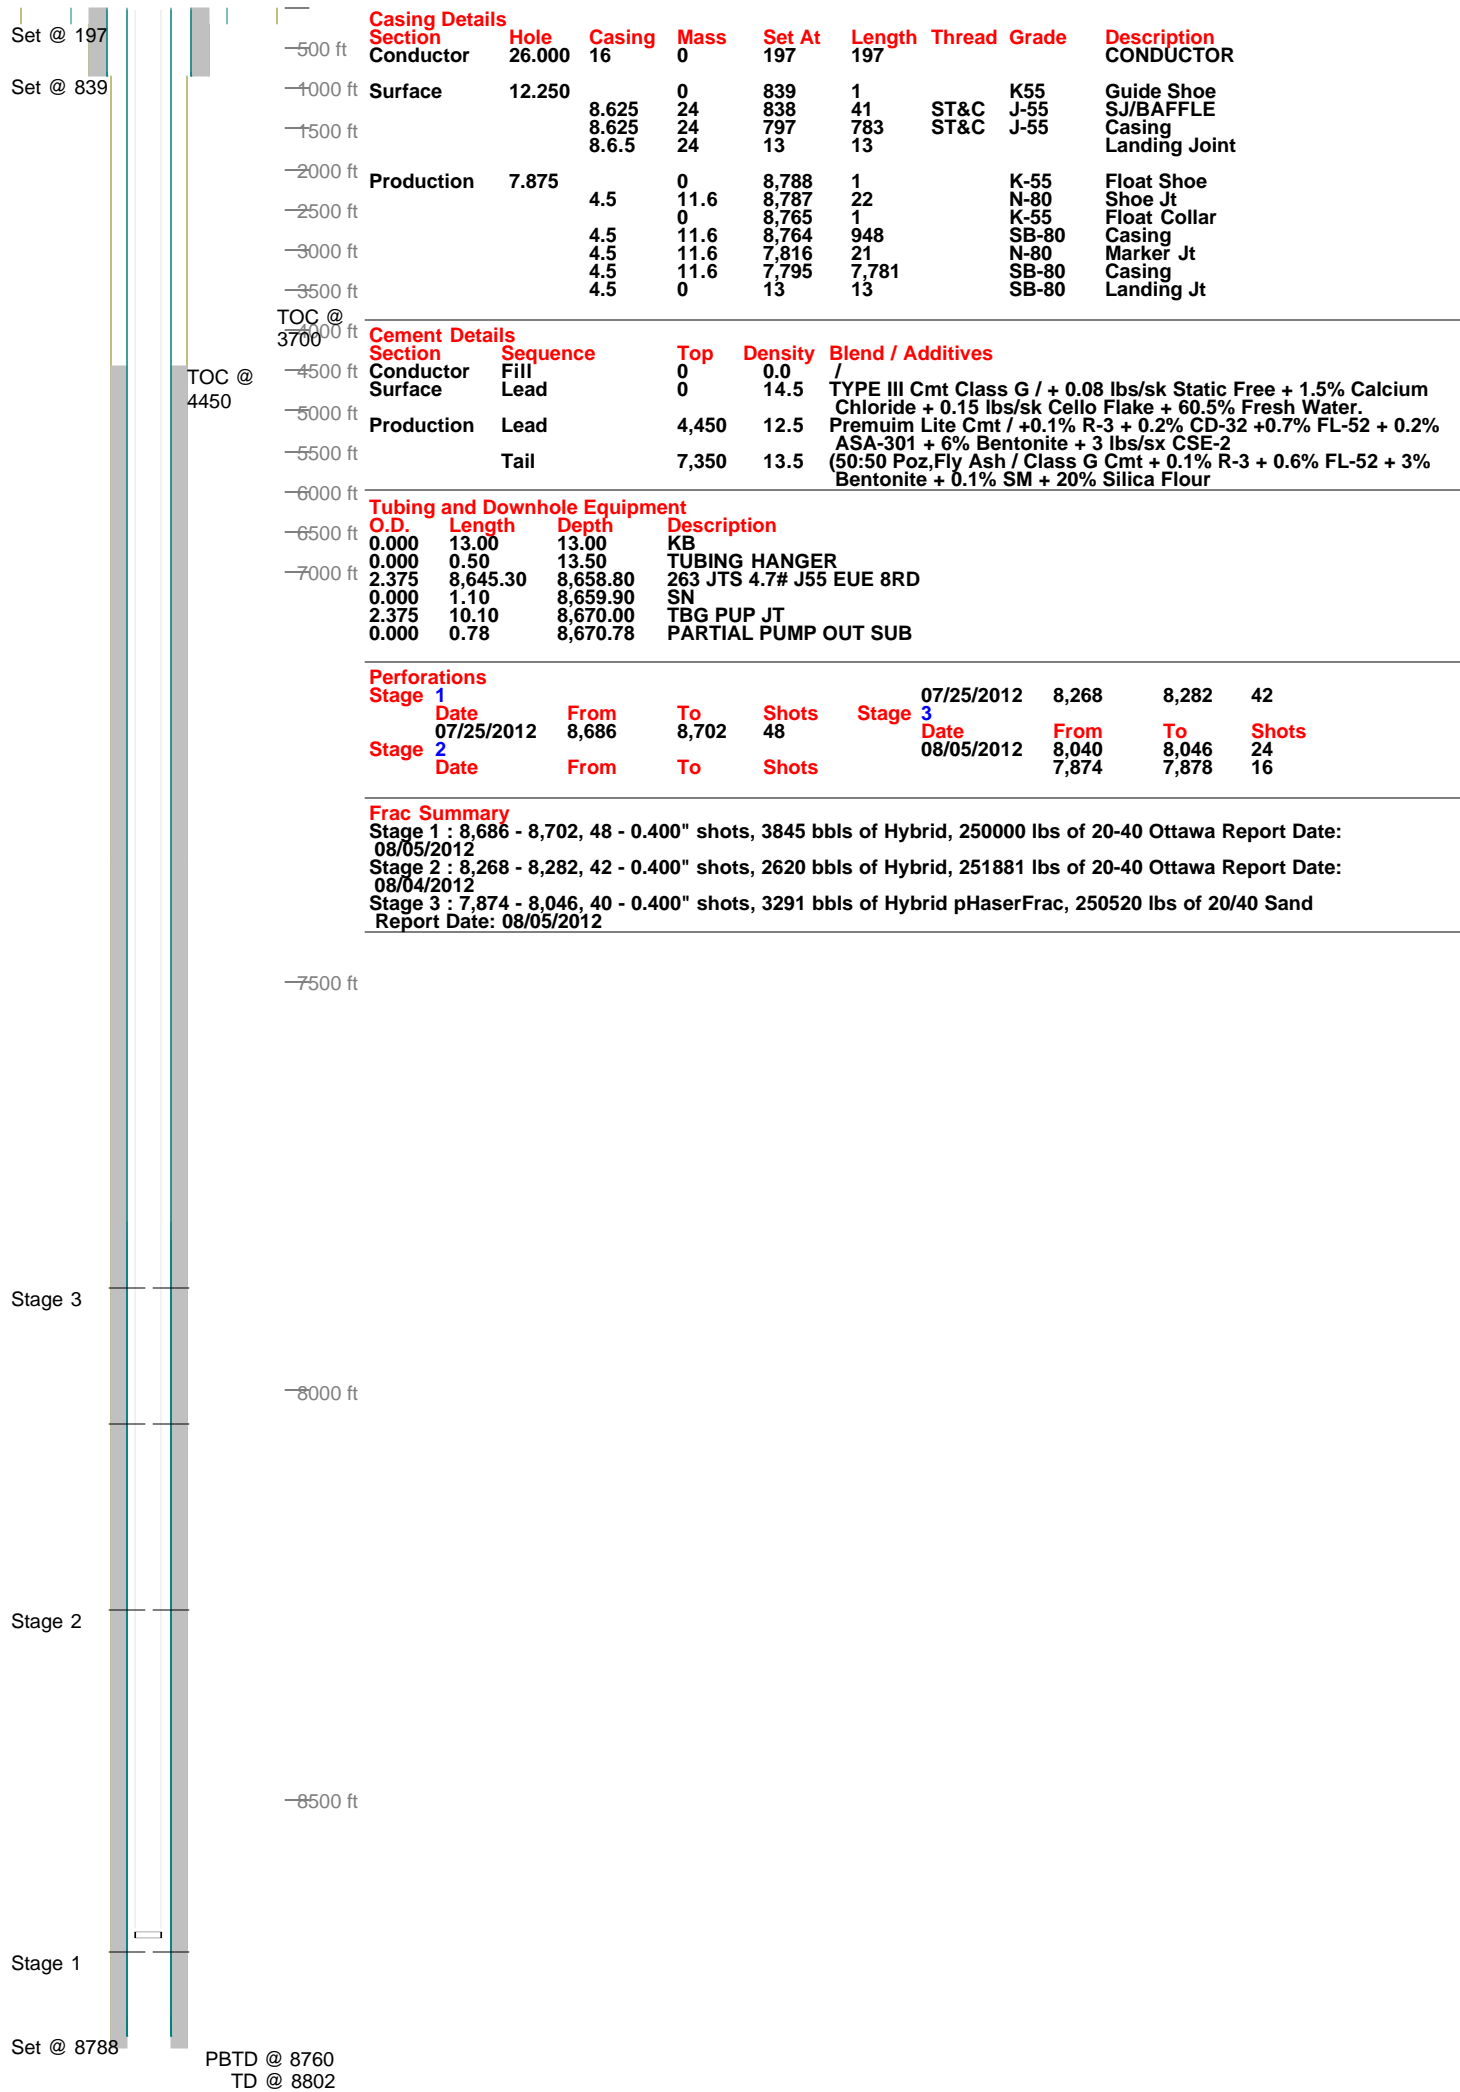 Casing Details
Section Hole Casing Mass Set At Length Thread Grade Description
Conductor 26.000 16 0 197 197 CONDUCTOR
Surface 12.250 0 839 1 K55 Guide Shoe
8.625 24 838 41 ST&C J-55 SJ/BAFFLE
8.625 24 797 783 ST&C J-55 Casing
8.6.5 24 13 13 Landing Joint
Production 7.875 0 8,788 1 K-55 Float Shoe
4.5 11.6 8,787 22 N-80 Shoe Jt
0 8,765 1 K-55 Float Collar
4.5 11.6 8,764 948 SB-80 Casing
4.5 11.6 7,816 21 N-80 Marker Jt
4.5 11.6 7,795 7,781 SB-80 Casing
4.5 0 13 13 SB-80 Landing Jt
Cement Details
Section Sequence Top Density Blend / Additives
Conductor Fill 0 0.0 /
Surface Lead 0 14.5 TYPE III Cmt Class G / + 0.08 lbs/sk Static Free + 1.5% Calcium
Chloride + 0.15 lbs/sk Cello Flake + 60.5% Fresh Water.
Production Lead 4,450 12.5 Premuim Lite Cmt / +0.1% R-3 + 0.2% CD-32 +0.7% FL-52 + 0.2%
ASA-301 + 6% Bentonite + 3 lbs/sx CSE-2
Tail 7,350 13.5 (50:50 Poz,Fly Ash / Class G Cmt + 0.1% R-3 + 0.6% FL-52 + 3%
Bentonite + 0.1% SM + 20% Silica Flour
Tubing and Downhole Equipment
O.D. Length Depth Description
0.000 13.00 13.00 KB
0.000 0.50 13.50 TUBING HANGER
2.375 8,645.30 8,658.80 263 JTS 4.7# J55 EUE 8RD
0.000 1.10 8,659.90 SN
2.375 10.10 8,670.00 TBG PUP JT
0.000 0.78 8,670.78 PARTIAL PUMP OUT SUB
Perforations
Stage 1
Date From To Shots
07/25/2012 8,686 8,702 48
Stage 2
Date From To Shots
07/25/2012 8,268 8,282 42
Stage 3
Date From To Shots
08/05/2012 8,040 8,046 24
7,874 7,878 16
Frac Summary
Stage 1 : 8,686 - 8,702, 48 - 0.400" shots, 3845 bbls of Hybrid, 250000 lbs of 20-40 Ottawa Report Date:
08/05/2012
Stage 2 : 8,268 - 8,282, 42 - 0.400" shots, 2620 bbls of Hybrid, 251881 lbs of 20-40 Ottawa Report Date:
08/04/2012
Stage 3 : 7,874 - 8,046, 40 - 0.400" shots, 3291 bbls of Hybrid pHaserFrac, 250520 lbs of 20/40 Sand
Report Date: 08/05/2012
Set @ 197
Set @ 839
500 ft
1000 ft
1500 ft
2000 ft
2500 ft
3000 ft
3500 ft
TOC @
3700
4000 ft
TOC @
4450
4500 ft
5000 ft
5500 ft
6000 ft
6500 ft
7000 ft
7500 ft
Stage 3
8000 ft
Stage 2
8500 ft
Stage 1
Set @ 8788
PBTD @ 8760
TD @ 8802